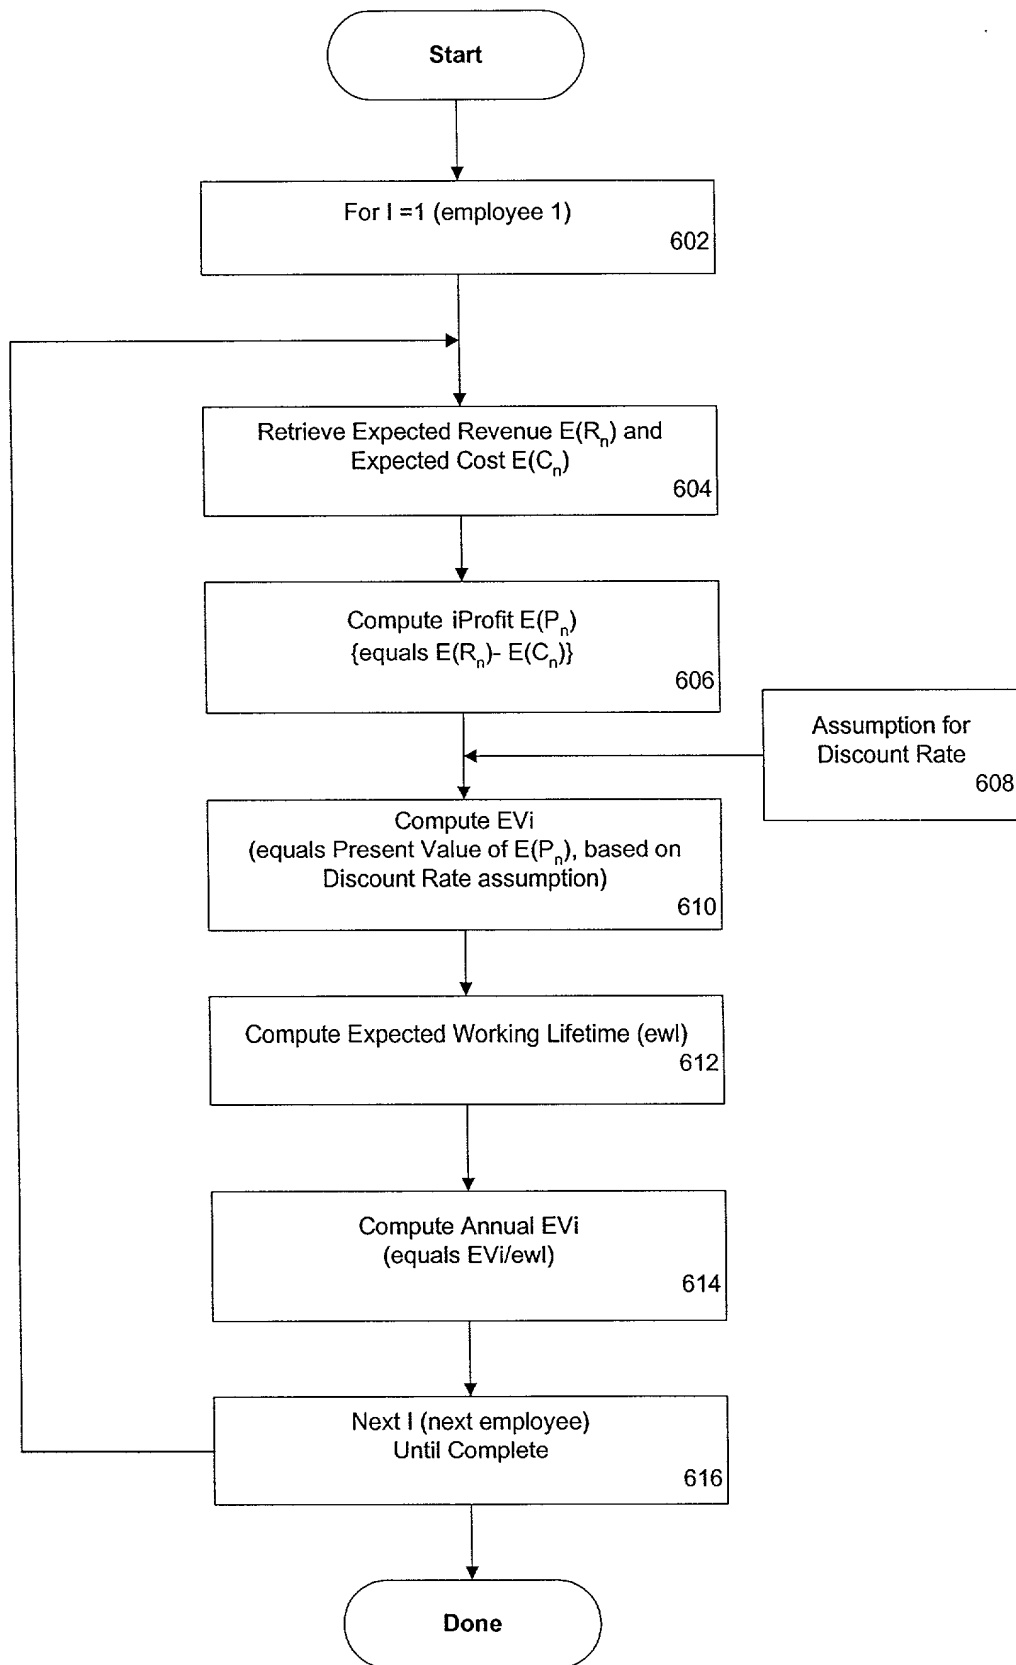 Start
For I =1 (employee 1)
602
Retrieve Expected Revenue E(Rn) and
Expected Cost E(Cn)
604
Compute iProfit E(Pn)
{equals E(Rn)- E(Cn)}
606
Assumption for
Discount Rate
608
Compute EVi
(equals Present Value of E(Pn), based on
Discount Rate assumption)
610
Compute Expected Working Lifetime (ewl)
612
Compute Annual EVi
(equals EVi/ewl)
614
Next I (next employee)
Until Complete
616
Done